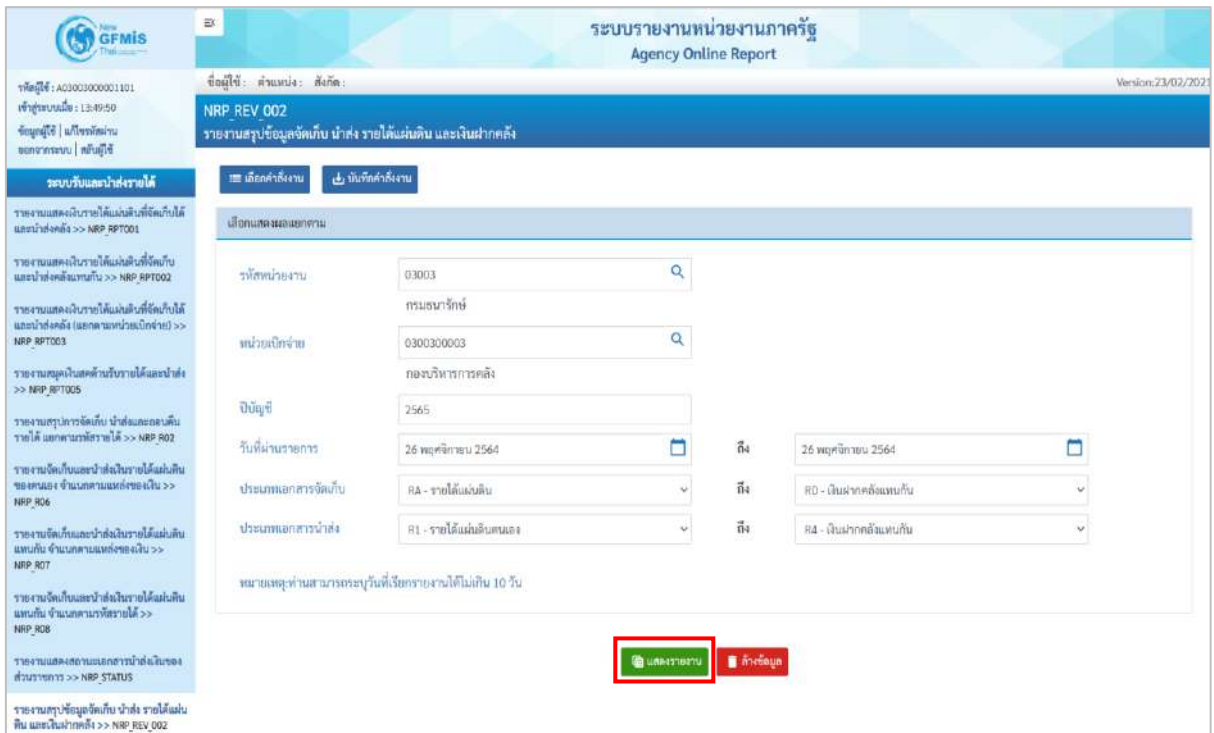 New
GFMiS
Thai
ระบบรายงานหน่วยงานภาครัฐ
Agency Online Report
รหัสผู้ใช้ : A03003000001101
เข้าสู่ระบบเมื่อ : 13:49:50
ข้อมูลผู้ใช้ | แก้ไขรหัสผ่าน
ออกจากระบบ | สลับผู้ใช้
ชื่อผู้ใช้ : ตำแหน่ง : สังกัด :
Version:23/02/2021
NRP_REV_002
รายงานสรุปข้อมูลจัดเก็บ นำส่ง รายได้แผ่นดิน และเงินฝากคลัง
ระบบรับและนำส่งรายได้
รายงานแสดงเงินรายได้แผ่นดินที่จัดเก็บได้
และนำส่งคลัง >> NRP_RPT001
รายงานแสดงเงินรายได้แผ่นดินที่จัดเก็บ
และนำส่งคลังแทนกัน >> NRP_RPT002
รายงานแสดงเงินรายได้แผ่นดินที่จัดเก็บได้
และนำส่งคลัง (แยกตามหน่วยเบิกจ่าย) >>
NRP_RPT003
รายงานสมุดเงินสดด้านรับรายได้และนำส่ง
>> NRP_RPT005
รายงานสรุปการจัดเก็บ นำส่งและถอนคืน
รายได้ แยกตามรหัสรายได้ >> NRP_R02
รายงานจัดเก็บและนำส่งเงินรายได้แผ่นดิน
ของตนเอง จำแนกตามแหล่งของเงิน >>
NRP_R06
รายงานจัดเก็บและนำส่งเงินรายได้แผ่นดิน
แทนกัน จำแนกตามแหล่งของเงิน >>
NRP_R07
รายงานจัดเก็บและนำส่งเงินรายได้แผ่นดิน
แทนกัน จำแนกตามรหัสรายได้ >>
NRP_R08
รายงานแสดงสถานะเอกสารนำส่งเงินของ
ส่วนราชการ >> NRP_STATUS
รายงานสรุปข้อมูลจัดเก็บ นำส่ง รายได้แผ่น
ดิน และเงินฝากคลัง >> NRP_REV_002
เลือกคำสั่งงาน บันทึกคำสั่งงาน
เลือกแสดงผลแยกตาม
รหัสหน่วยงาน 03003
กรมธนารักษ์
หน่วยเบิกจ่าย 0300300003
กองบริหารการคลัง
ปีบัญชี 2565
วันที่ผ่านรายการ 26 พฤศจิกายน 2564 ถึง 26 พฤศจิกายน 2564
ประเภทเอกสารจัดเก็บ RA - รายได้แผ่นดิน ถึง RD - เงินฝากคลังแทนกัน
ประเภทเอกสารนำส่ง R1 - รายได้แผ่นดินตนเอง ถึง R4 - เงินฝากคลังแทนกัน
หมายเหตุ:ท่านสามารถระบุวันที่เรียกรายงานได้ไม่เกิน 10 วัน
แสดงรายงาน ล้างข้อมูล